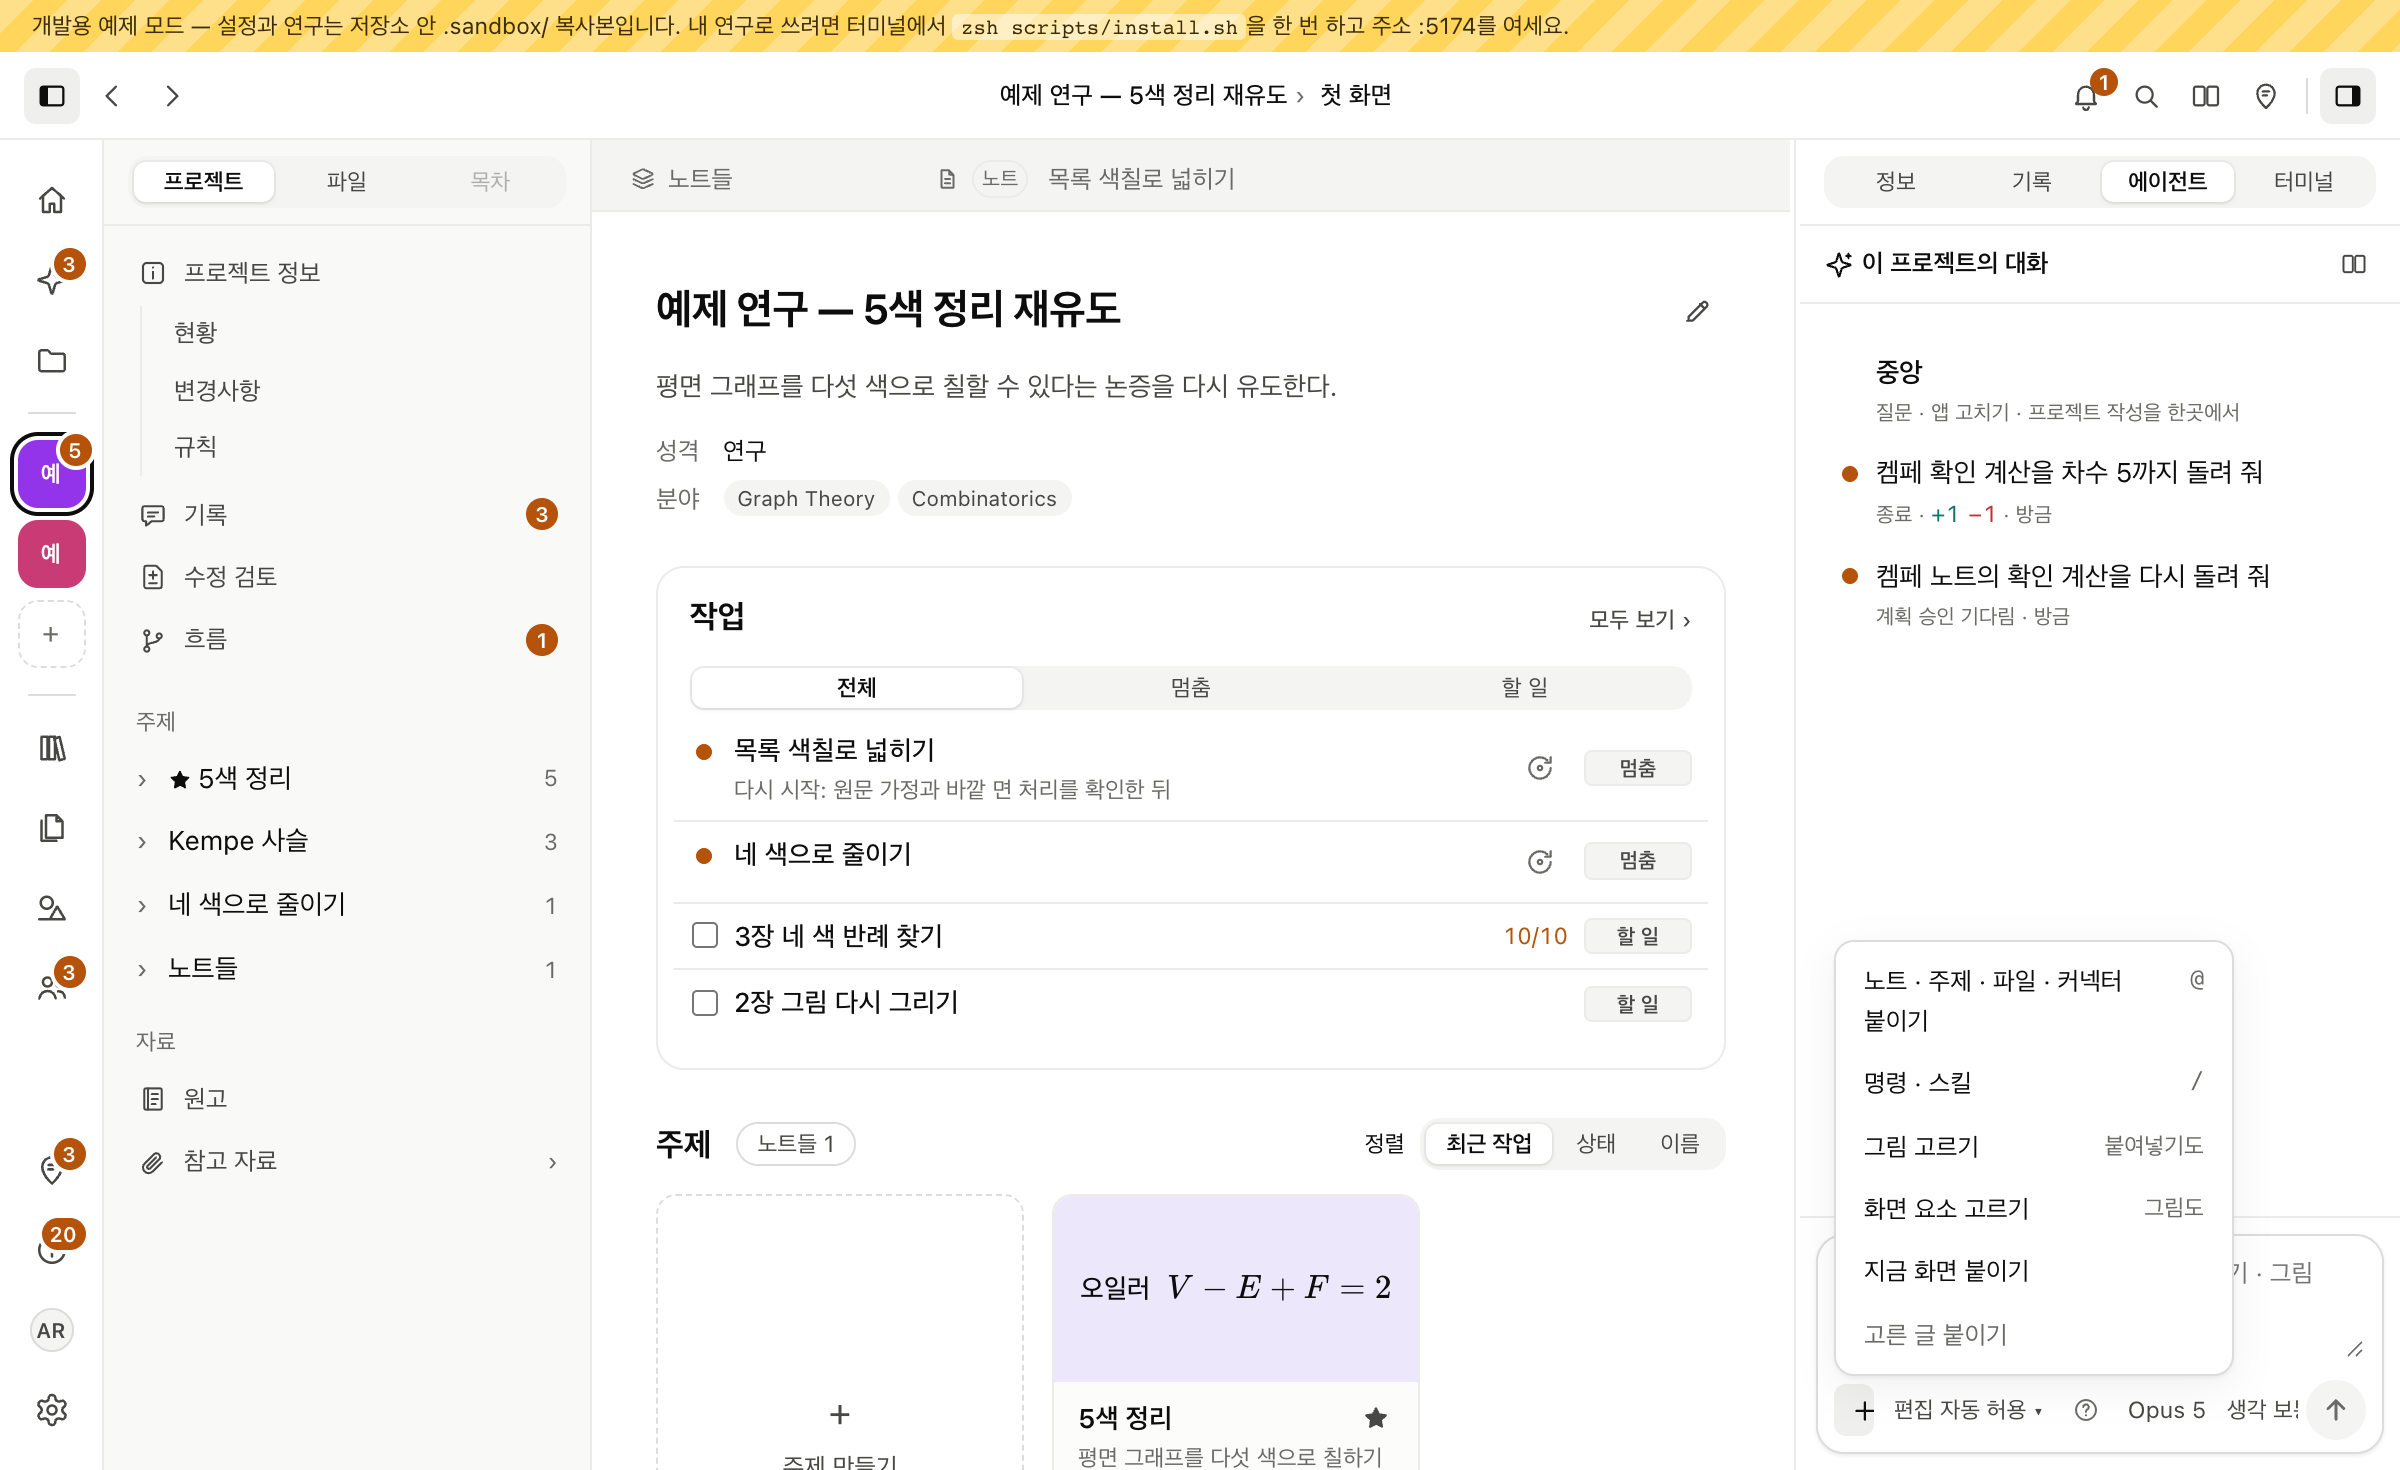 개발용 예제 모드 — 설정과 연구는 저장소 안 .sandbox/ 복사본입니다. 내 연구로 쓰려면 터미널에서 zsh scripts/install.sh을 한 번 하고 주소 :5174를 여세요.
예제 연구 — 5색 정리 재유도 › 첫 화면
1
3
5
예
예
+
3
3
20
AR
프로젝트 파일 목차
프로젝트 정보
현황
변경사항
규칙
기록 3
수정 검토
흐름 1
주제
› ★ 5색 정리 5
› Kempe 사슬 3
› 네 색으로 줄이기 1
› 노트들 1
자료
원고
참고 자료 ›
노트들
노트 목록 색칠로 넓히기
예제 연구 — 5색 정리 재유도
평면 그래프를 다섯 색으로 칠할 수 있다는 논증을 다시 유도한다.
성격 연구
분야 Graph Theory Combinatorics
작업 모두 보기 ›
전체 멈춤 할 일
목록 색칠로 넓히기 멈춤
다시 시작: 원문 가정과 바깥 면 처리를 확인한 뒤
네 색으로 줄이기 멈춤
3장 네 색 반례 찾기 10/10 할 일
2장 그림 다시 그리기 할 일
주제 노트들 1 정렬 최근 작업 상태 이름
+
주제 만들기
오일러 V − E + F = 2
5색 정리 ★
평면 그래프를 다섯 색으로 칠하기
정보 기록 에이전트 터미널
이 프로젝트의 대화
중앙
질문 · 앱 고치기 · 프로젝트 작성을 한곳에서
켐페 확인 계산을 차수 5까지 돌려 줘
종료 · +1 −1 · 방금
켐페 노트의 확인 계산을 다시 돌려 줘
계획 승인 기다림 · 방금
노트 · 주제 · 파일 · 커넥터 @
붙이기
명령 · 스킬 /
그림 고르기 붙여넣기도
화면 요소 고르기 그림도
지금 화면 붙이기
고른 글 붙이기
기 · 그림
+ 편집 자동 허용 ▾ Opus 5 생각